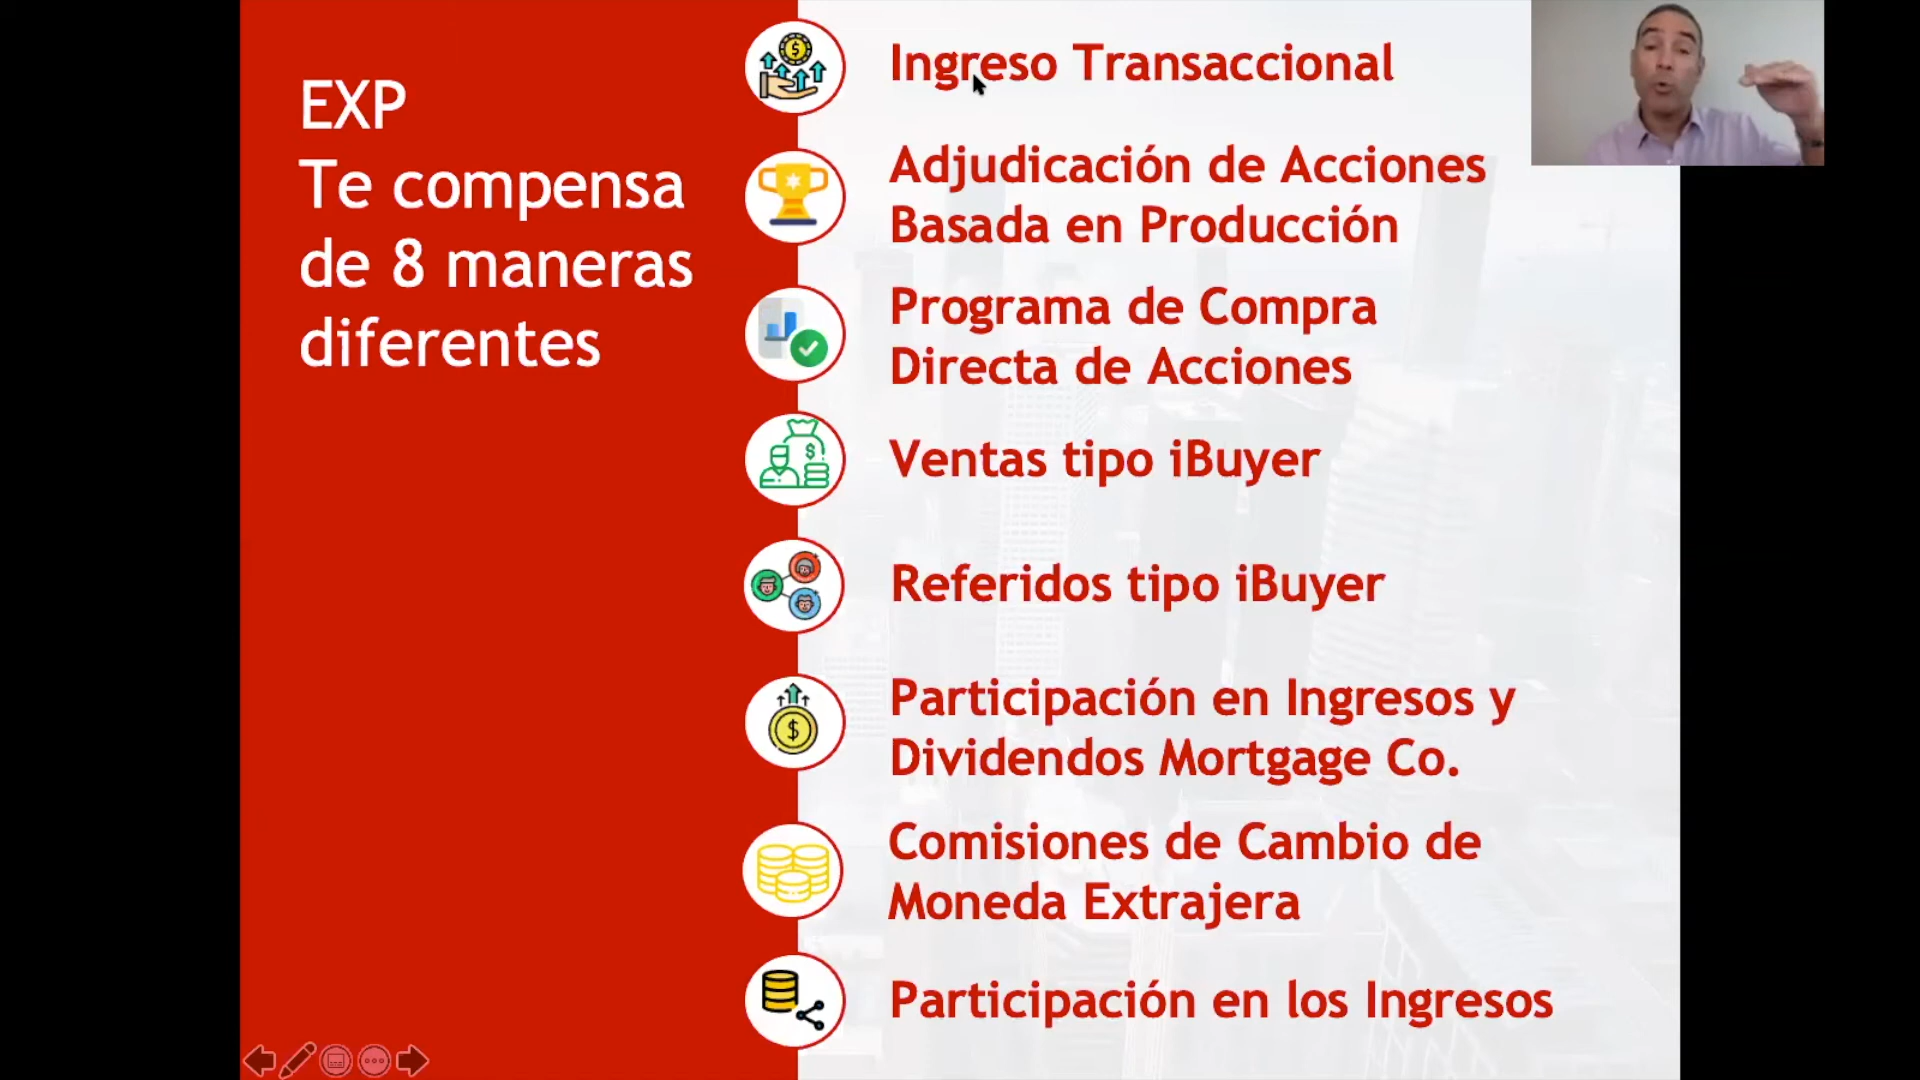 EXP
Te compensa
de 8 maneras
diferentes
Ingreso Transaccional
Adjudicación de Acciones
Basada en Producción
Programa de Compra
Directa de Acciones
Ventas tipo iBuyer
Referidos tipo iBuyer
Participación en Ingresos y
Dividendos Mortgage Co.
Comisiones de Cambio de
Moneda Extrajera
Participación en los Ingresos